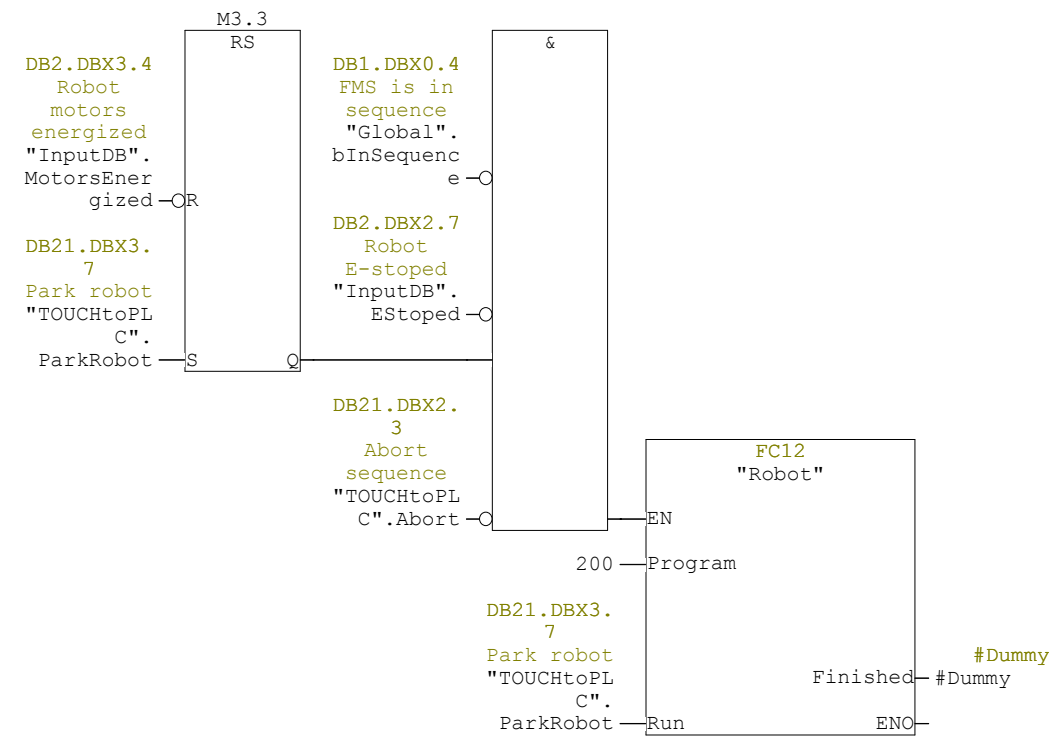 M3.3
RS
DB2.DBX3.4
Robot
motors
energized
"InputDB".
MotorsEner
gized
R
DB21.DBX3.
7
Park robot
"TOUCHtoPL
C".
ParkRobot
S
Q
&
DB1.DBX0.4
FMS is in
sequence
"Global".
bInSequenc
e
DB2.DBX2.7
Robot
E-stoped
"InputDB".
EStoped
DB21.DBX2.
3
Abort
sequence
"TOUCHtoPL
C".Abort
FC12
"Robot"
EN
200
Program
DB21.DBX3.
7
Park robot
"TOUCHtoPL
C".
ParkRobot
Run
#Dummy
Finished
#Dummy
ENO